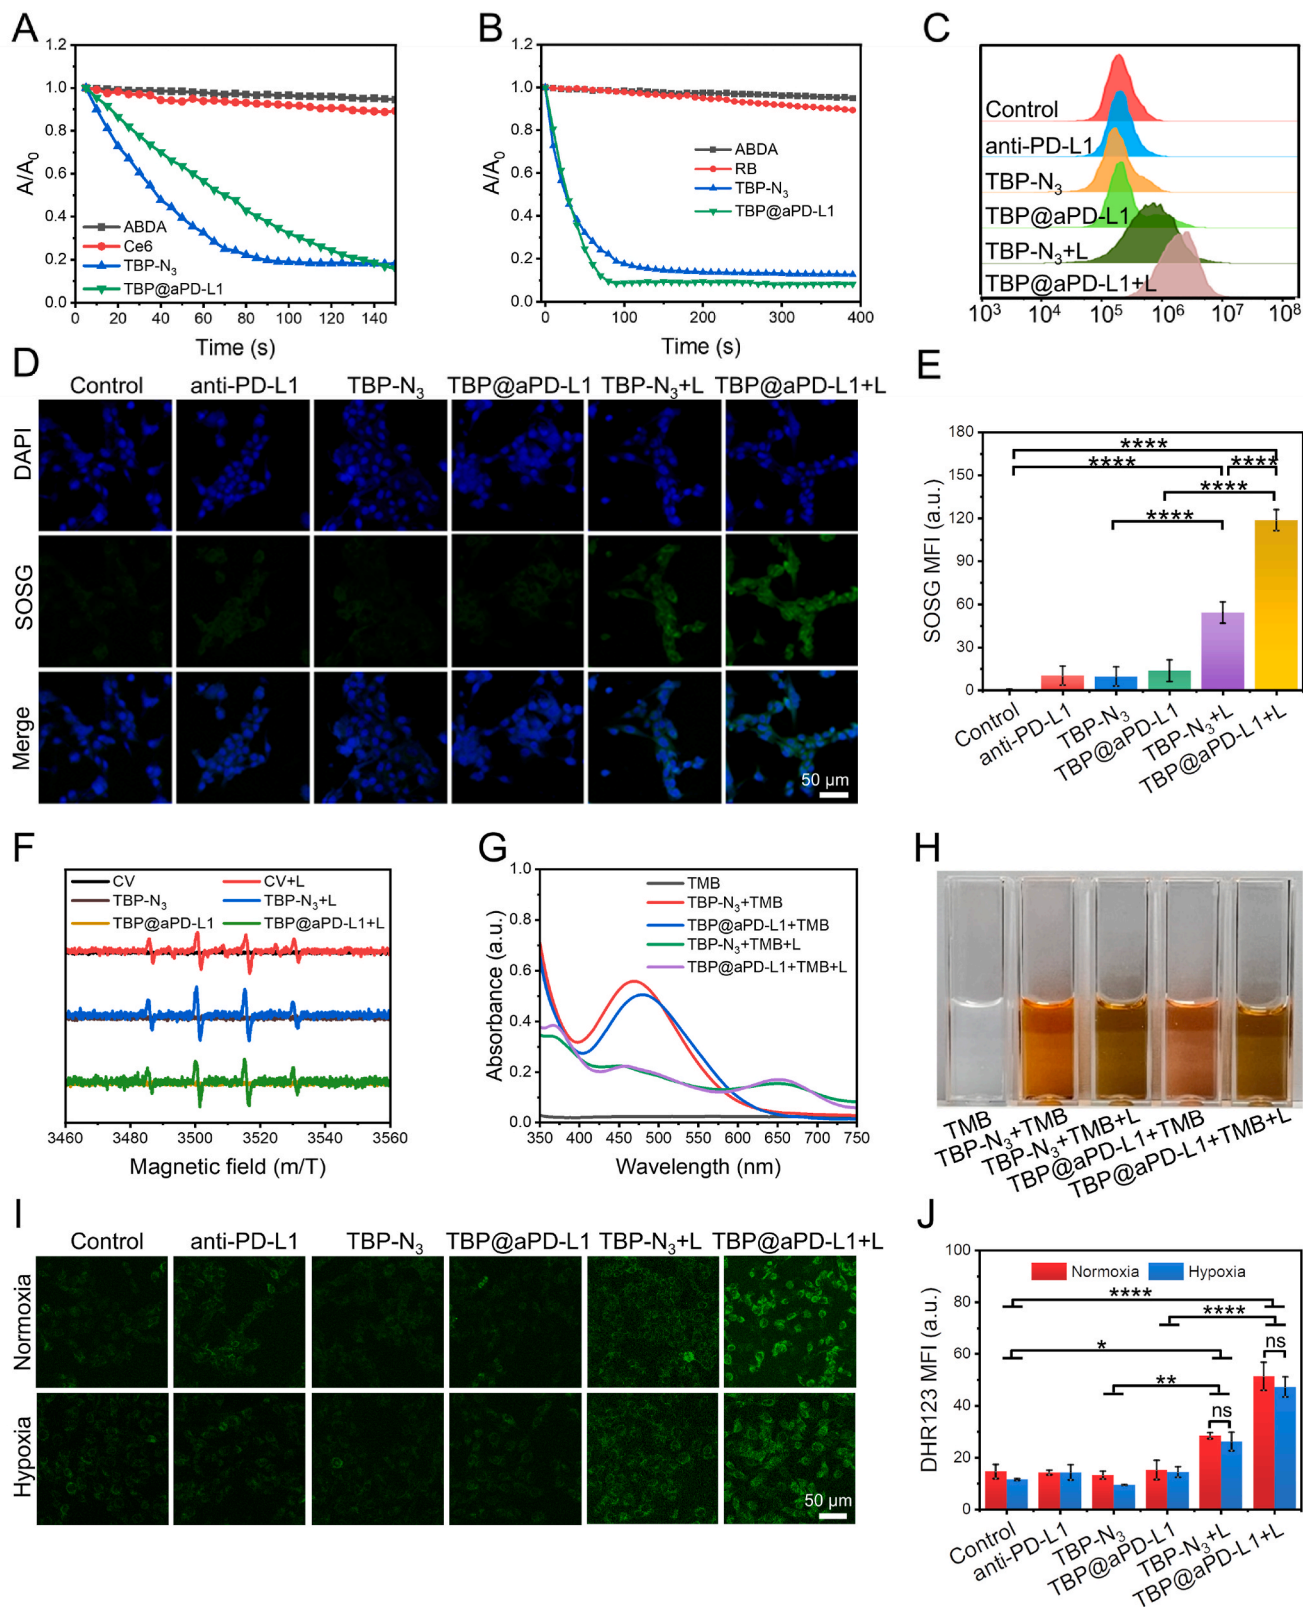 A
1.2
1.0
0.8
0.6
0.4
0.2
0.0
A/A0
ABDA
Ce6
TBP-N3
TBP@aPD-L1
0 20 40 60 80 100 120 140
Time (s)
B
1.2
1.0
0.8
0.6
0.4
0.2
0.0
A/A0
ABDA
RB
TBP-N3
TBP@aPD-L1
0 100 200 300 400
Time (s)
C
Control
anti-PD-L1
TBP-N3
TBP@aPD-L1
TBP-N3+L
TBP@aPD-L1+L
10^3 10^4 10^5 10^6 10^7 10^8
D
Control anti-PD-L1 TBP-N3 TBP@aPD-L1 TBP-N3+L TBP@aPD-L1+L
DAPI
SOSG
Merge
50 μm
E
180
150
120
90
60
30
0
SOSG MFI (a.u.)
****
**** ****
****
****
Control anti-PD-L1 TBP-N3 TBP@aPD-L1 TBP-N3+L TBP@aPD-L1+L
F
CV CV+L
TBP-N3 TBP-N3+L
TBP@aPD-L1 TBP@aPD-L1+L
3460 3480 3500 3520 3540 3560
Magnetic field (m/T)
G
1.0
0.8
0.6
0.4
0.2
0.0
Absorbance (a.u.)
TMB
TBP-N3+TMB
TBP@aPD-L1+TMB
TBP-N3+TMB+L
TBP@aPD-L1+TMB+L
350 400 450 500 550 600 650 700 750
Wavelength (nm)
H
TMB
TBP-N3+TMB
TBP-N3+TMB+L
TBP@aPD-L1+TMB
TBP@aPD-L1+TMB+L
I
Control anti-PD-L1 TBP-N3 TBP@aPD-L1 TBP-N3+L TBP@aPD-L1+L
Normoxia
Hypoxia
50 μm
J
100
80
60
40
20
0
DHR123 MFI (a.u.)
Normoxia Hypoxia
****
****
*
ns
**
ns
Control anti-PD-L1 TBP-N3 TBP@aPD-L1 TBP-N3+L TBP@aPD-L1+L